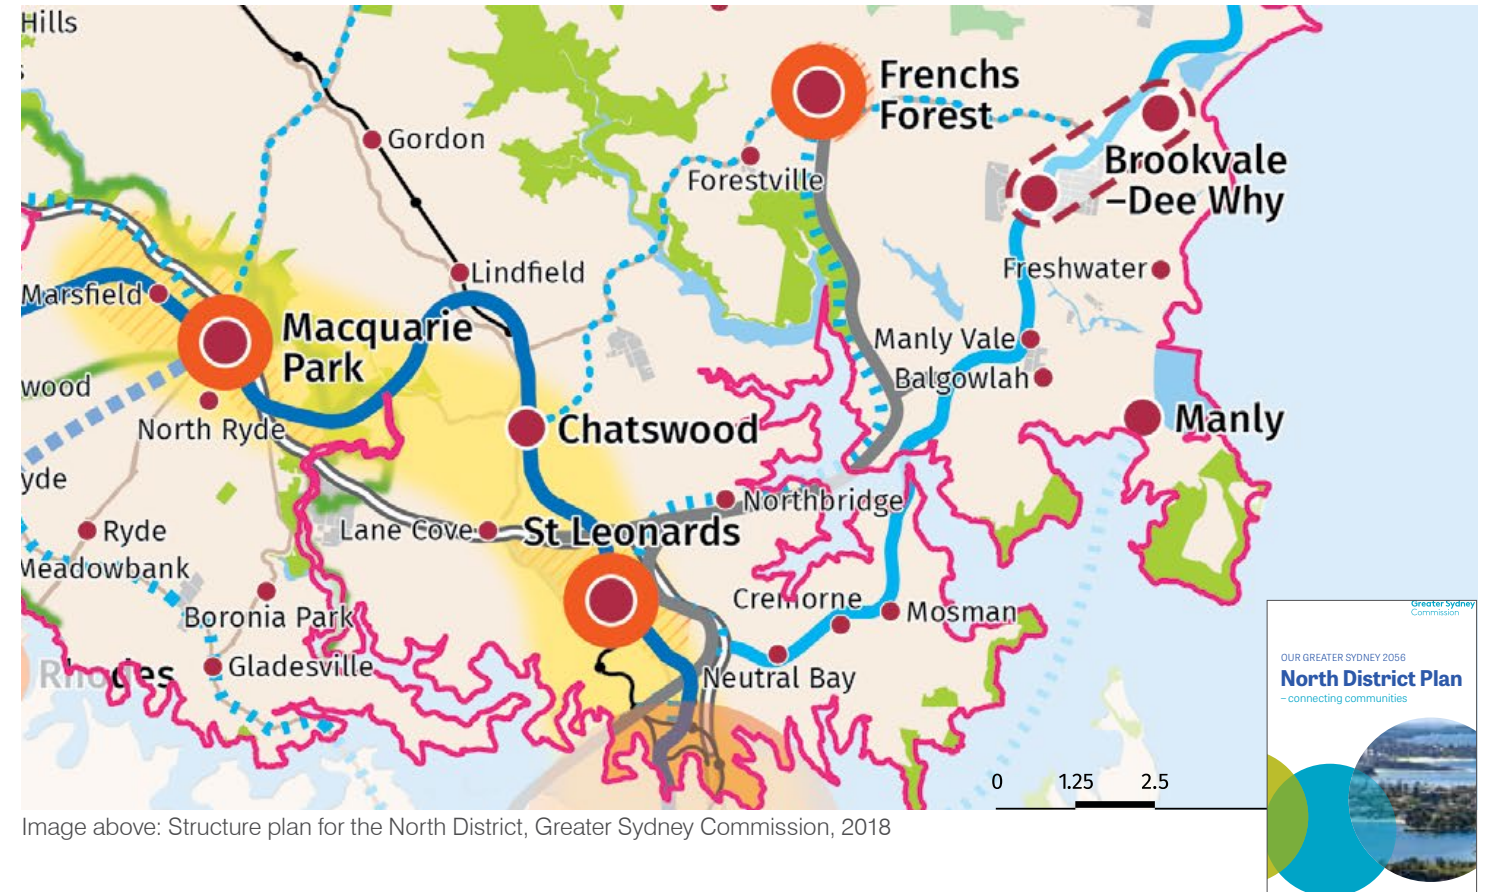 Hills
Frenchs
Forest
Gordon
Forestville
Brookvale
–Dee Why
Lindfield
Freshwater
Marsfield
Macquarie
Park
Manly Vale
Balgowlah
wood
North Ryde
Chatswood
Manly
yde
Northbridge
Ryde
Lane Cove
St Leonards
Meadowbank
Boronia Park
Cremorne
Mosman
Gladesville
Rhodes
Neutral Bay
0 1.25 2.5
Greater Sydney
Commission
OUR GREATER SYDNEY 2056
North District Plan
– connecting communities
Image above: Structure plan for the North District, Greater Sydney Commission, 2018